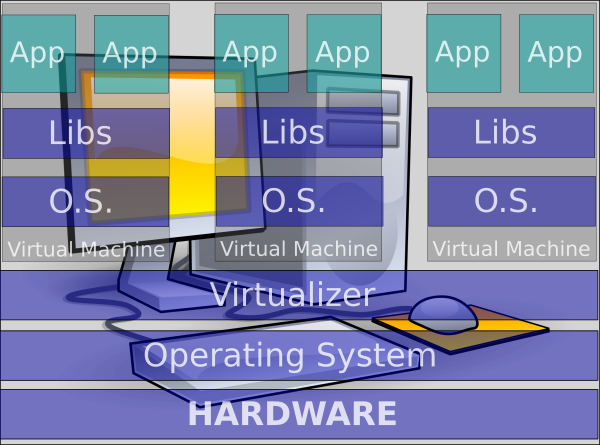 App App App App App App
Libs Libs Libs
O.S. O.S. O.S.
Virtual Machine Virtual Machine Virtual Machine
Virtualizer
Operating System
HARDWARE